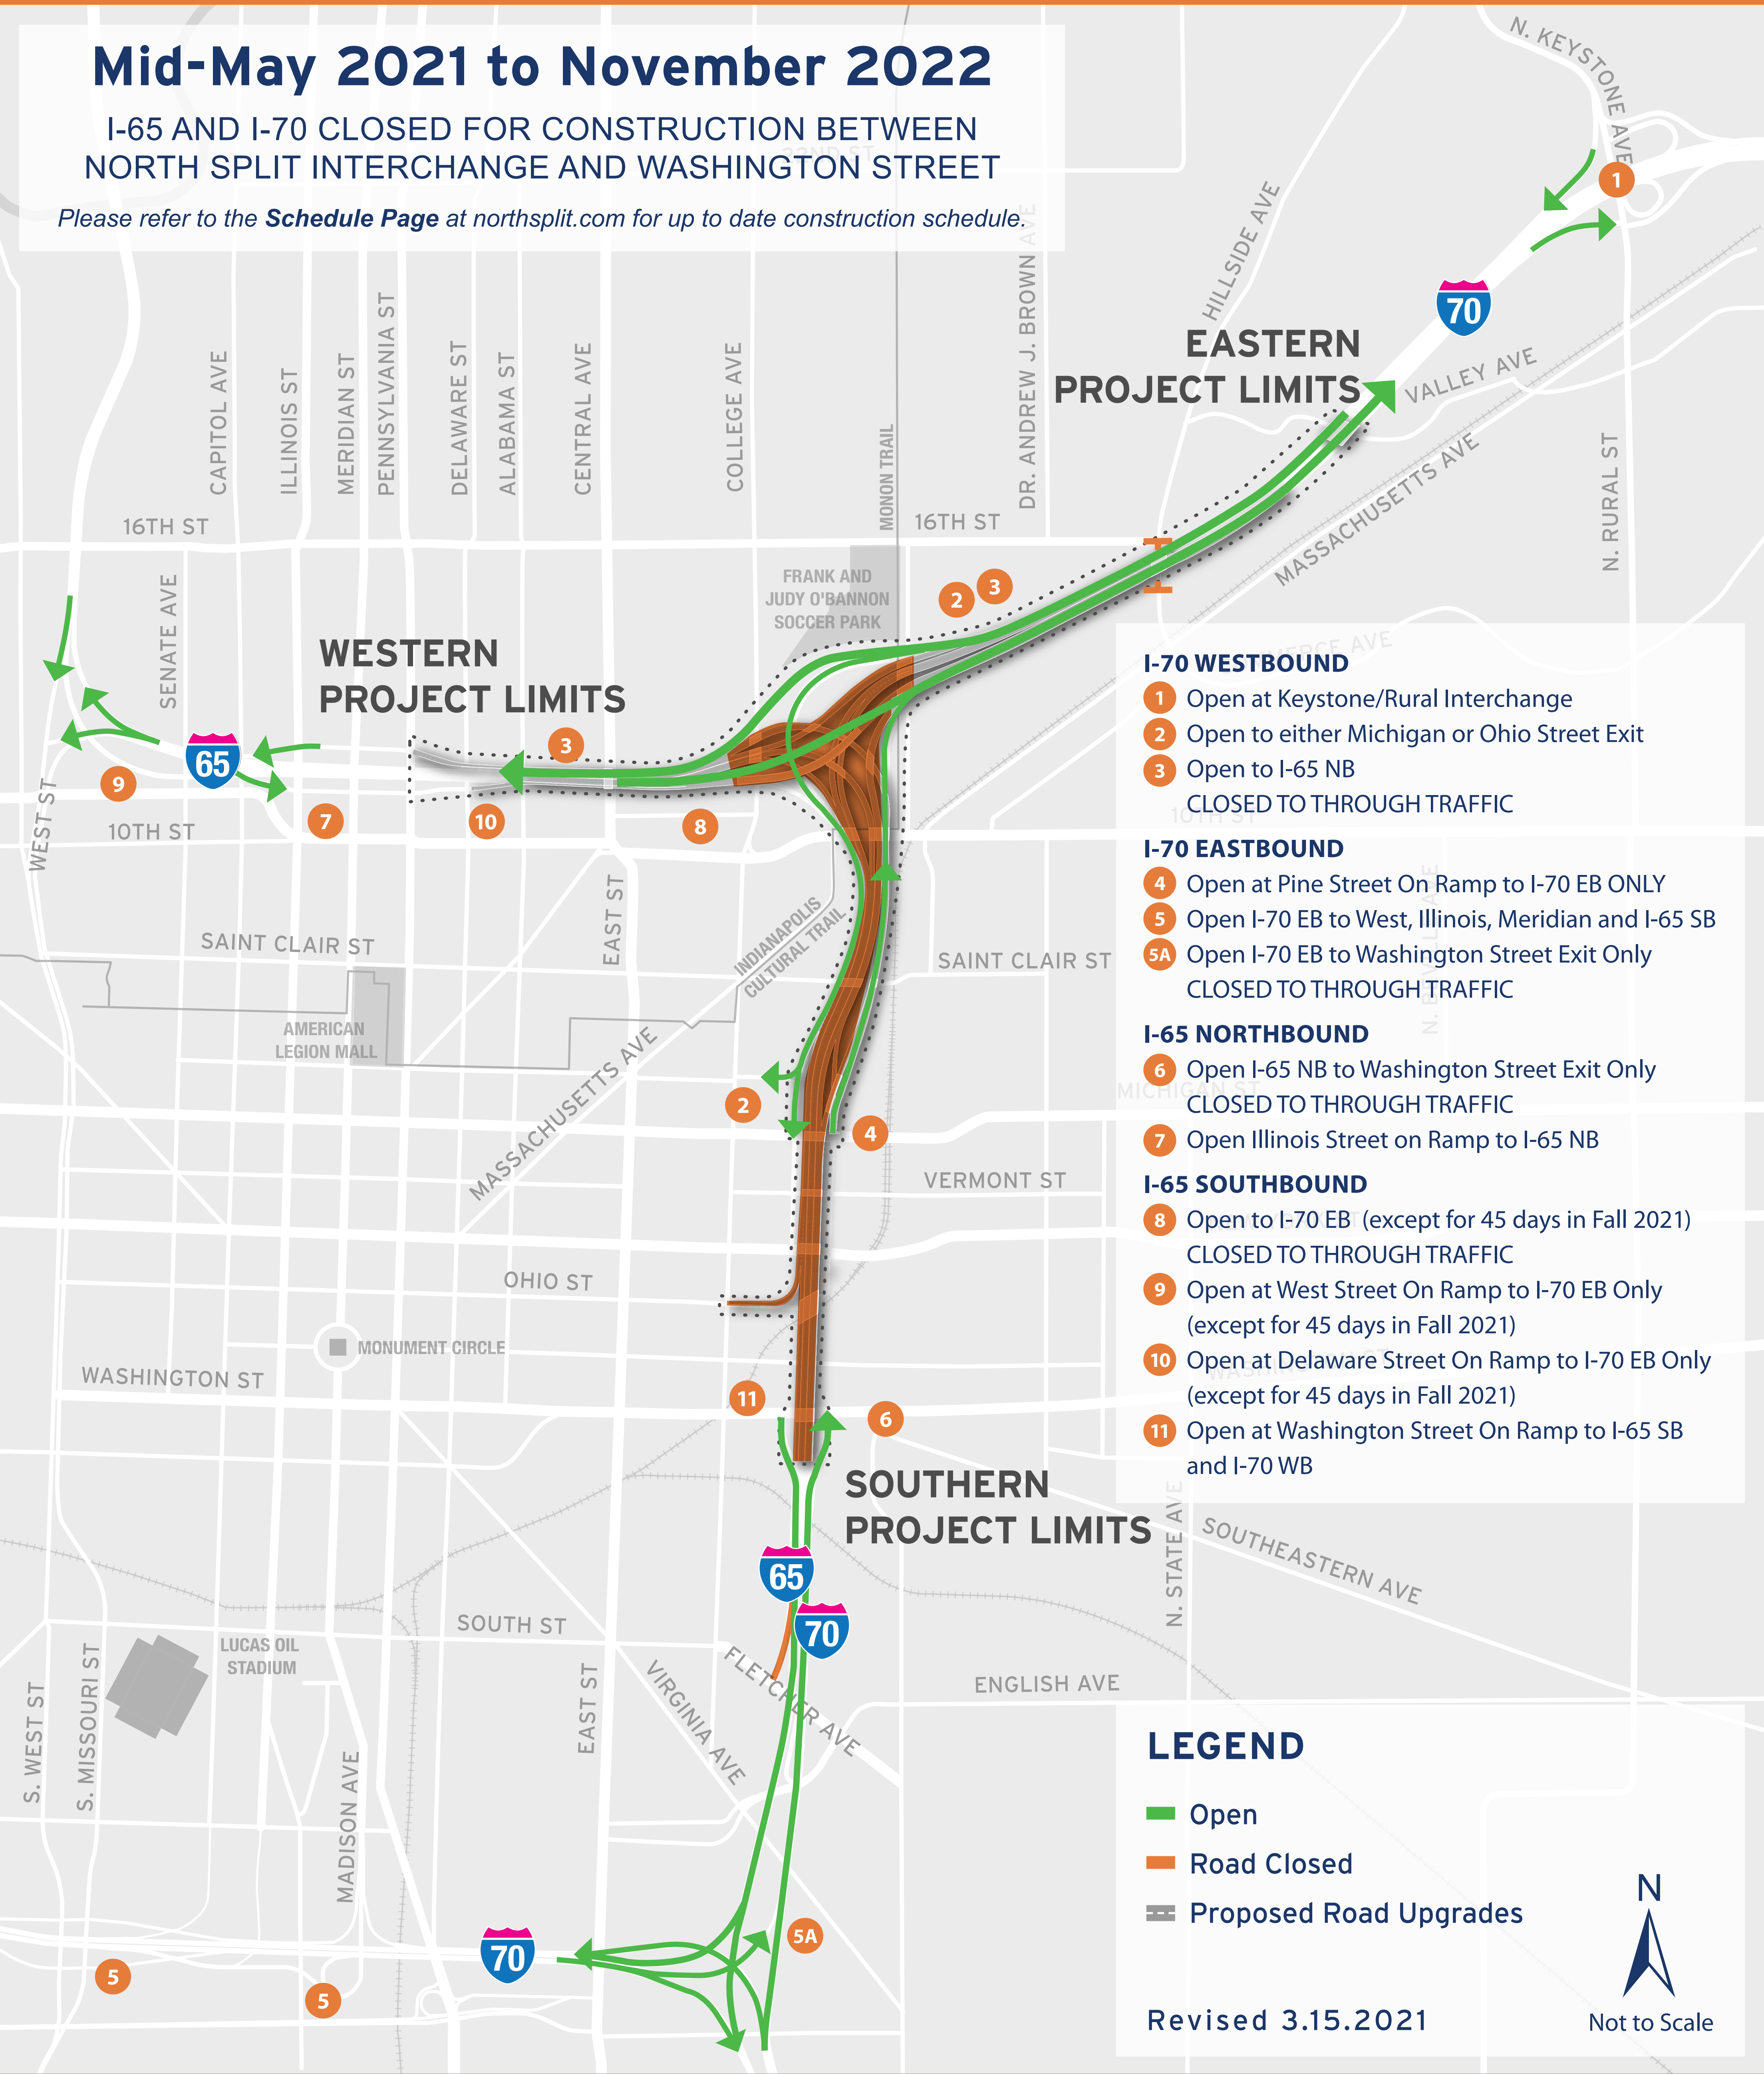 Mid-May 2021 to November 2022
I-65 AND I-70 CLOSED FOR CONSTRUCTION BETWEEN
NORTH SPLIT INTERCHANGE AND WASHINGTON STREET
Please refer to the Schedule Page at northsplit.com for up to date construction schedule.
22ND ST
N. KEYSTONE AVE
1
HILLSIDE AVE
70
DR. ANDREW J. BROWN AVE
EASTERN
PROJECT LIMITS
VALLEY AVE
MASSACHUSETTS AVE
N. RURAL ST
CAPITOL AVE
ILLINOIS ST
MERIDIAN ST
PENNSYLVANIA ST
DELAWARE ST
ALABAMA ST
CENTRAL AVE
COLLEGE AVE
MONON TRAIL
16TH ST
16TH ST
SENATE AVE
FRANK AND
JUDY O'BANNON
SOCCER PARK
2
3
WESTERN
PROJECT LIMITS
3
65
9
7
10
8
WEST ST
10TH ST
EAST ST
INDIANAPOLIS
CULTURAL TRAIL
SAINT CLAIR ST
SAINT CLAIR ST
AMERICAN
LEGION MALL
MASSACHUSETTS AVE
2
4
VERMONT ST
OHIO ST
MONUMENT CIRCLE
WASHINGTON ST
11
6
I-70 WESTBOUND
1 Open at Keystone/Rural Interchange
2 Open to either Michigan or Ohio Street Exit
3 Open to I-65 NB
CLOSED TO THROUGH TRAFFIC
I-70 EASTBOUND
4 Open at Pine Street On Ramp to I-70 EB ONLY
5 Open I-70 EB to West, Illinois, Meridian and I-65 SB
5A Open I-70 EB to Washington Street Exit Only
CLOSED TO THROUGH TRAFFIC
I-65 NORTHBOUND
6 Open I-65 NB to Washington Street Exit Only
CLOSED TO THROUGH TRAFFIC
7 Open Illinois Street on Ramp to I-65 NB
I-65 SOUTHBOUND
8 Open to I-70 EB (except for 45 days in Fall 2021)
CLOSED TO THROUGH TRAFFIC
9 Open at West Street On Ramp to I-70 EB Only
(except for 45 days in Fall 2021)
10 Open at Delaware Street On Ramp to I-70 EB Only
(except for 45 days in Fall 2021)
11 Open at Washington Street On Ramp to I-65 SB
and I-70 WB
10TH ST
MICHIGAN ST
WASHINGTON ST
SOUTHERN
PROJECT LIMITS
65
70
N. STATE AVE
SOUTHEASTERN AVE
SOUTH ST
LUCAS OIL
STADIUM
S. WEST ST
S. MISSOURI ST
MADISON AVE
EAST ST
VIRGINIA AVE
FLETCHER AVE
ENGLISH AVE
70
5A
5
5
LEGEND
Open
Road Closed
Proposed Road Upgrades
N
Revised 3.15.2021
Not to Scale